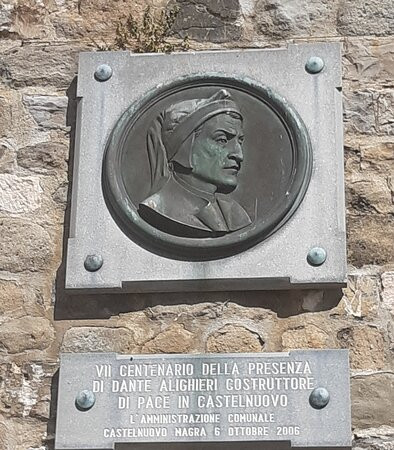 VII CENTENARIO DELLA PRESENZA
DI DANTE ALIGHIERI COSTRUTTORE
DI PACE IN CASTELNUOVO
L'AMMINISTRAZIONE COMUNALE
CASTELNUOVO MAGRA 6 OTTOBRE 2006